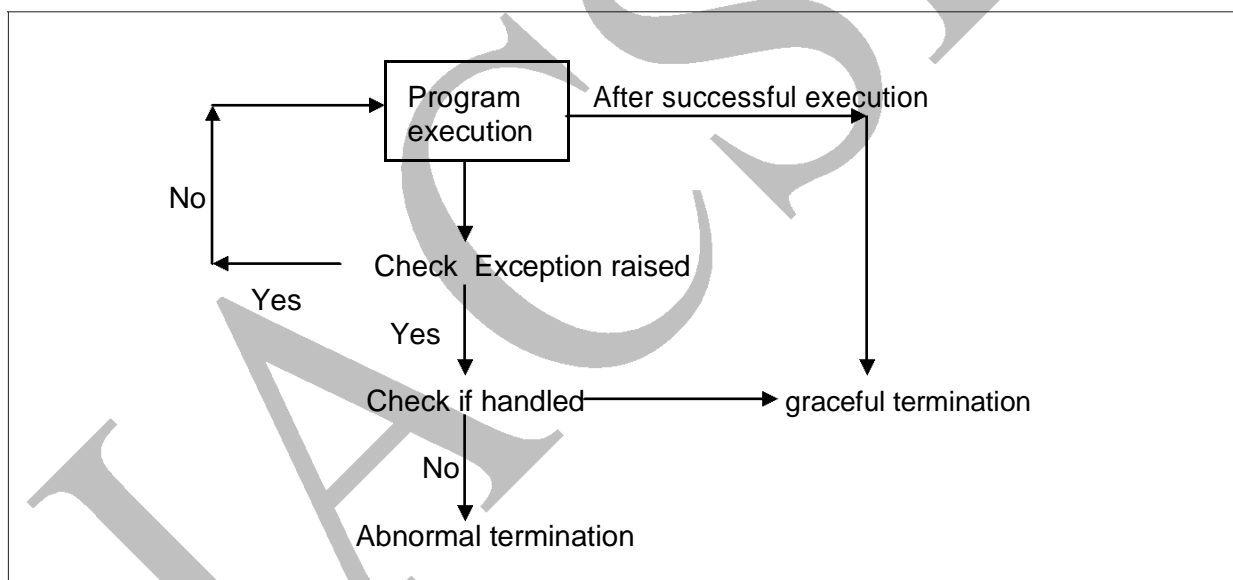 Program
execution
After successful execution
No
Check Exception raised
Yes
Yes
Check if handled
graceful termination
No
Abnormal termination